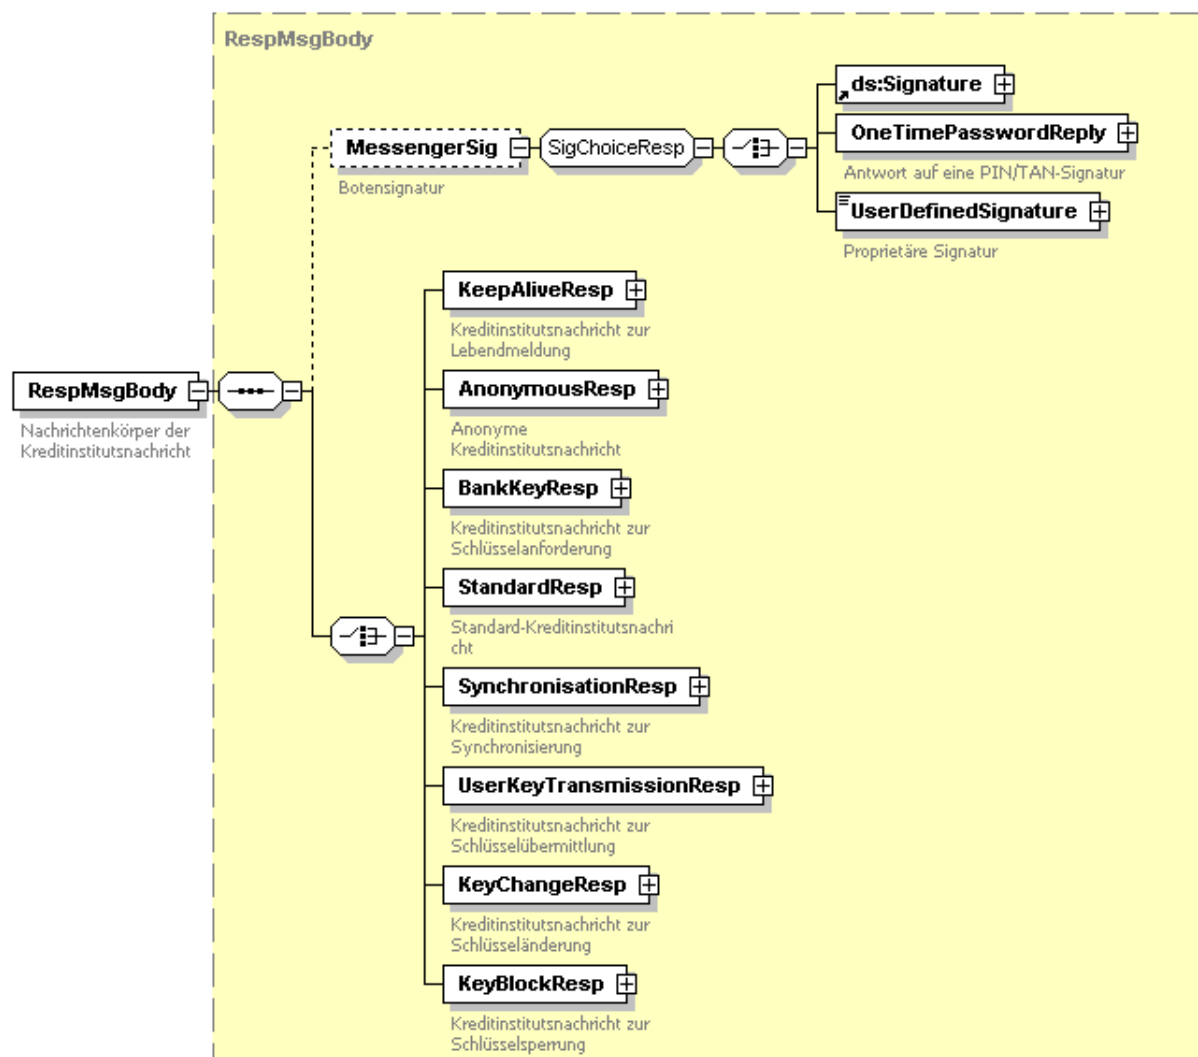 RespMsgBody
ds:Signature
OneTimePasswordReply
Antwort auf eine PIN/TAN-Signatur
MessengerSig
SigChoiceResp
Botensignatur
UserDefinedSignature
Proprietäre Signatur
KeepAliveResp
Kreditinstitutsnachricht zur
Lebendmeldung
RespMsgBody
Nachrichtenkörper der
Kreditinstitutsnachricht
AnonymousResp
Anonyme
Kreditinstitutsnachricht
BankKeyResp
Kreditinstitutsnachricht zur
Schlüsselanforderung
StandardResp
Standard-Kreditinstitutsnachri
cht
SynchronisationResp
Kreditinstitutsnachricht zur
Synchronisierung
UserKeyTransmissionResp
Kreditinstitutsnachricht zur
Schlüsselübermittlung
KeyChangeResp
Kreditinstitutsnachricht zur
Schlüsseländerung
KeyBlockResp
Kreditinstitutsnachricht zur
Schlüsselsperrung